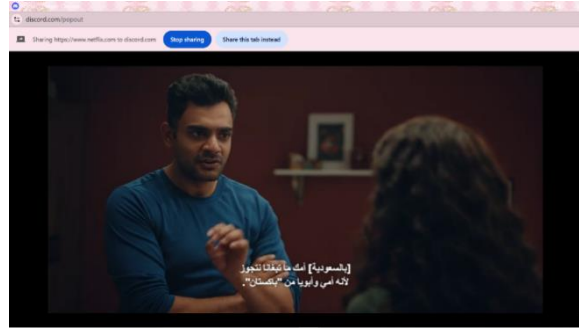 discord.com/popout
Sharing https://www.netflix.com to discord.com
Stop sharing
Share this tab instead
[بالسعودية] أمك ما تبغانا نتجوز
لأنه أمي وأبويا من "باكستان".